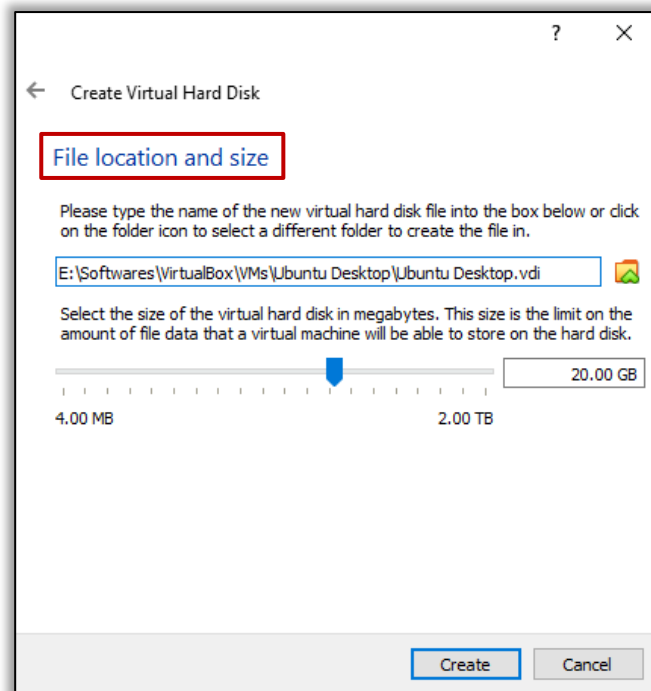 ?
Create Virtual Hard Disk
File location and size
Please type the name of the new virtual hard disk file into the box below or click
on the folder icon to select a different folder to create the file in.
E:\Softwares\VirtualBox\VMs\Ubuntu Desktop\Ubuntu Desktop.vdi
Select the size of the virtual hard disk in megabytes. This size is the limit on the
amount of file data that a virtual machine will be able to store on the hard disk.
20.00 GB
4.00 MB 2.00 TB
Create Cancel